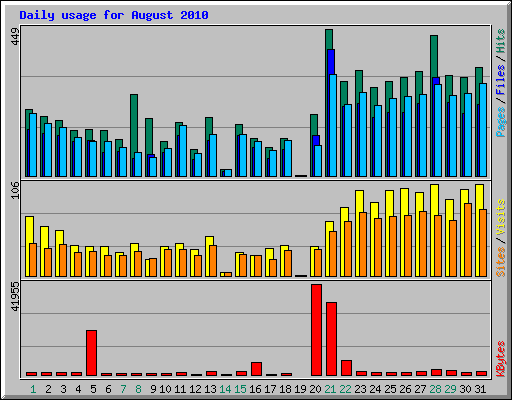 Daily usage for August 2010
449
Pages / Files / Hits
106
Sites / Visits
41955
KBytes
1 2 3 4 5 6 7 8 9 10 11 12 13 14 15 16 17 18 19 20 21 22 23 24 25 26 27 28 29 30 31